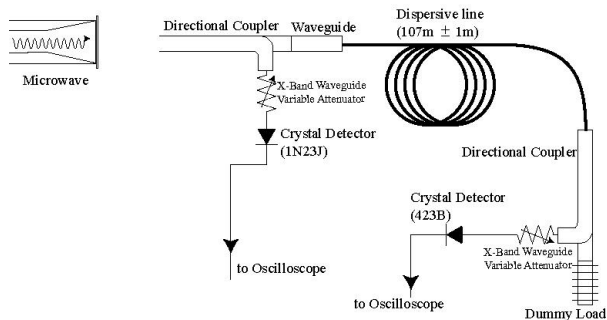 Directional Coupler
Waveguide
Dispersive line
(107m ± 1m)
Microwave
X-Band Waveguide
Variable Attenuator
Crystal Detector
(1N23J)
Directional Coupler
Crystal Detector
(423B)
X-Band Waveguide
Variable Attenuator
to Oscilloscope
to Oscilloscope
Dummy Load